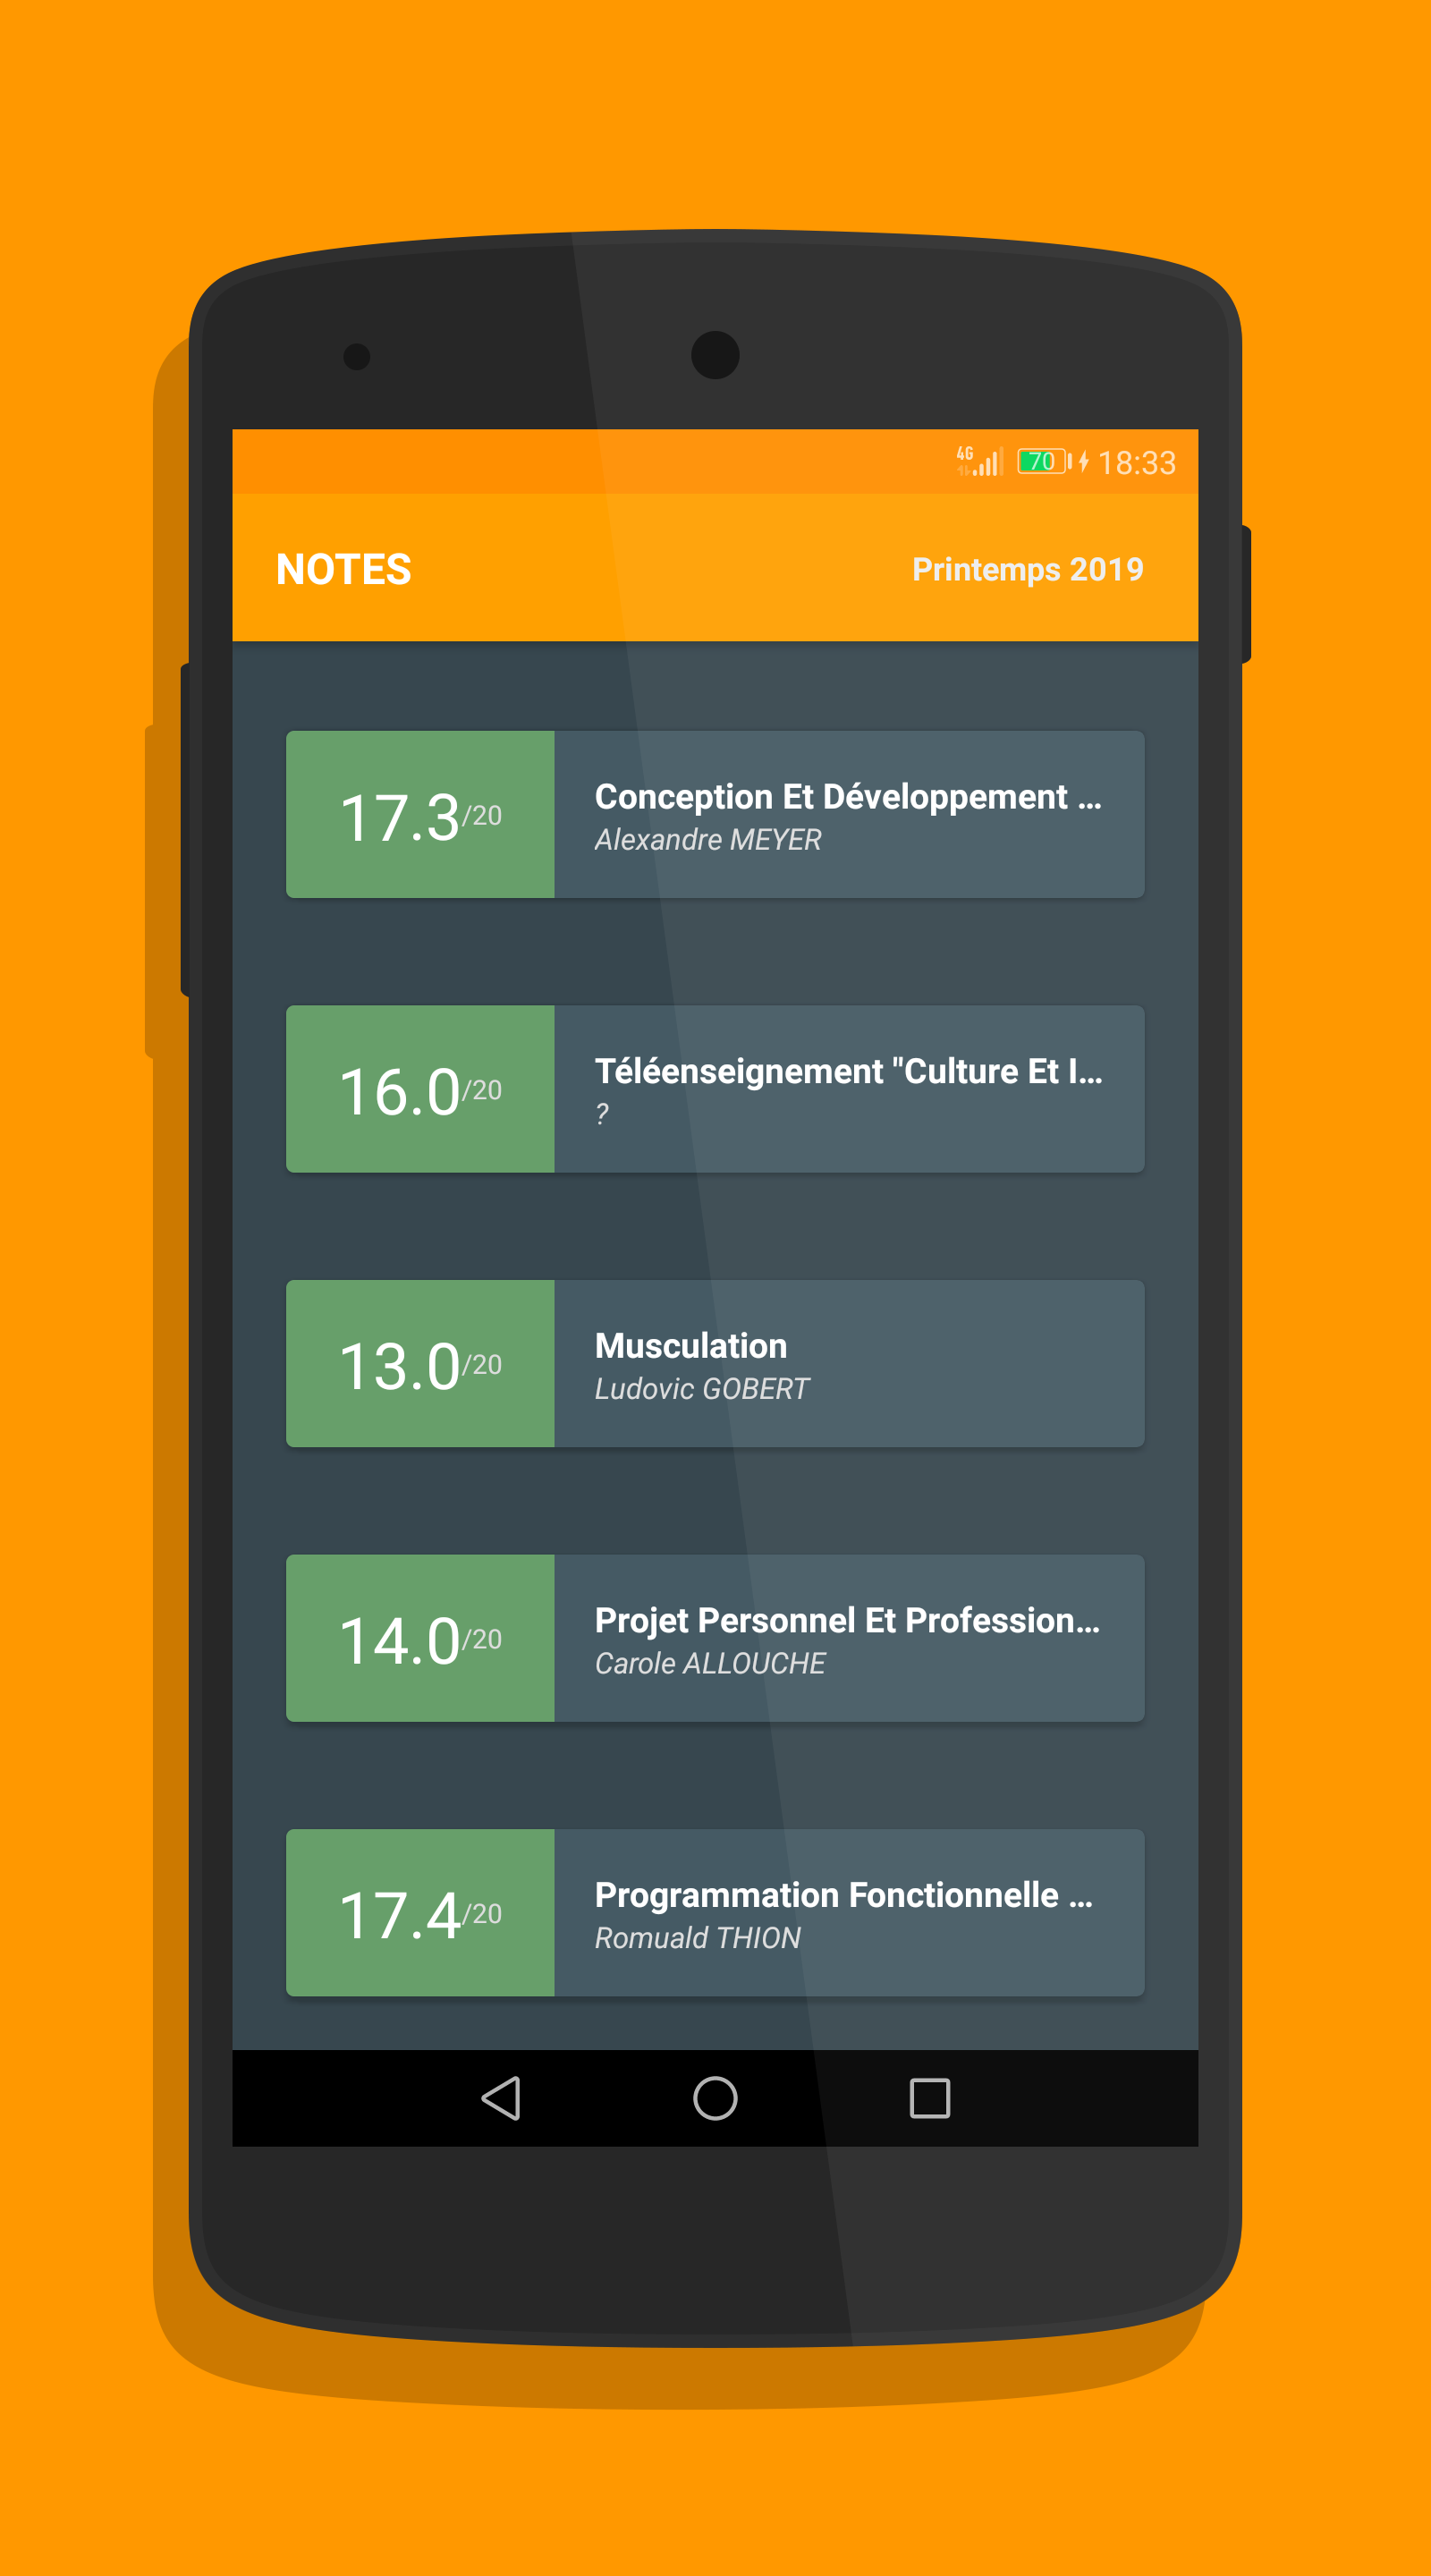 4G 70 18:33
NOTES Printemps 2019
17.3/20
Conception Et Développement ...
Alexandre MEYER
16.0/20
Téléenseignement "Culture Et I...
?
13.0/20
Musculation
Ludovic GOBERT
14.0/20
Projet Personnel Et Profession...
Carole ALLOUCHE
17.4/20
Programmation Fonctionnelle ...
Romuald THION